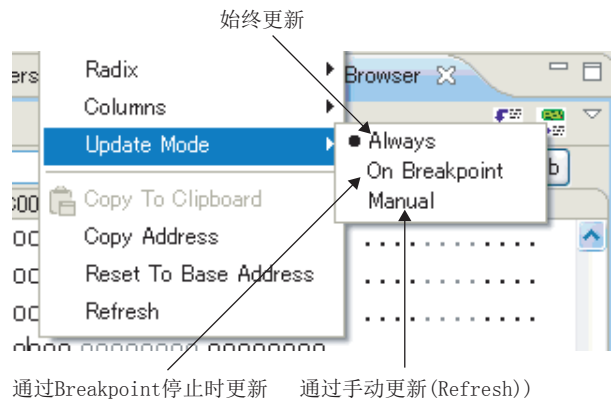 始终更新
ers
Radix
Browser
Columns
Update Mode
Always
On Breakpoint
b
Manual
Copy To Clipboard
Copy Address
Reset To Base Address
Refresh
通过Breakpoint停止时更新
通过手动更新(Refresh))